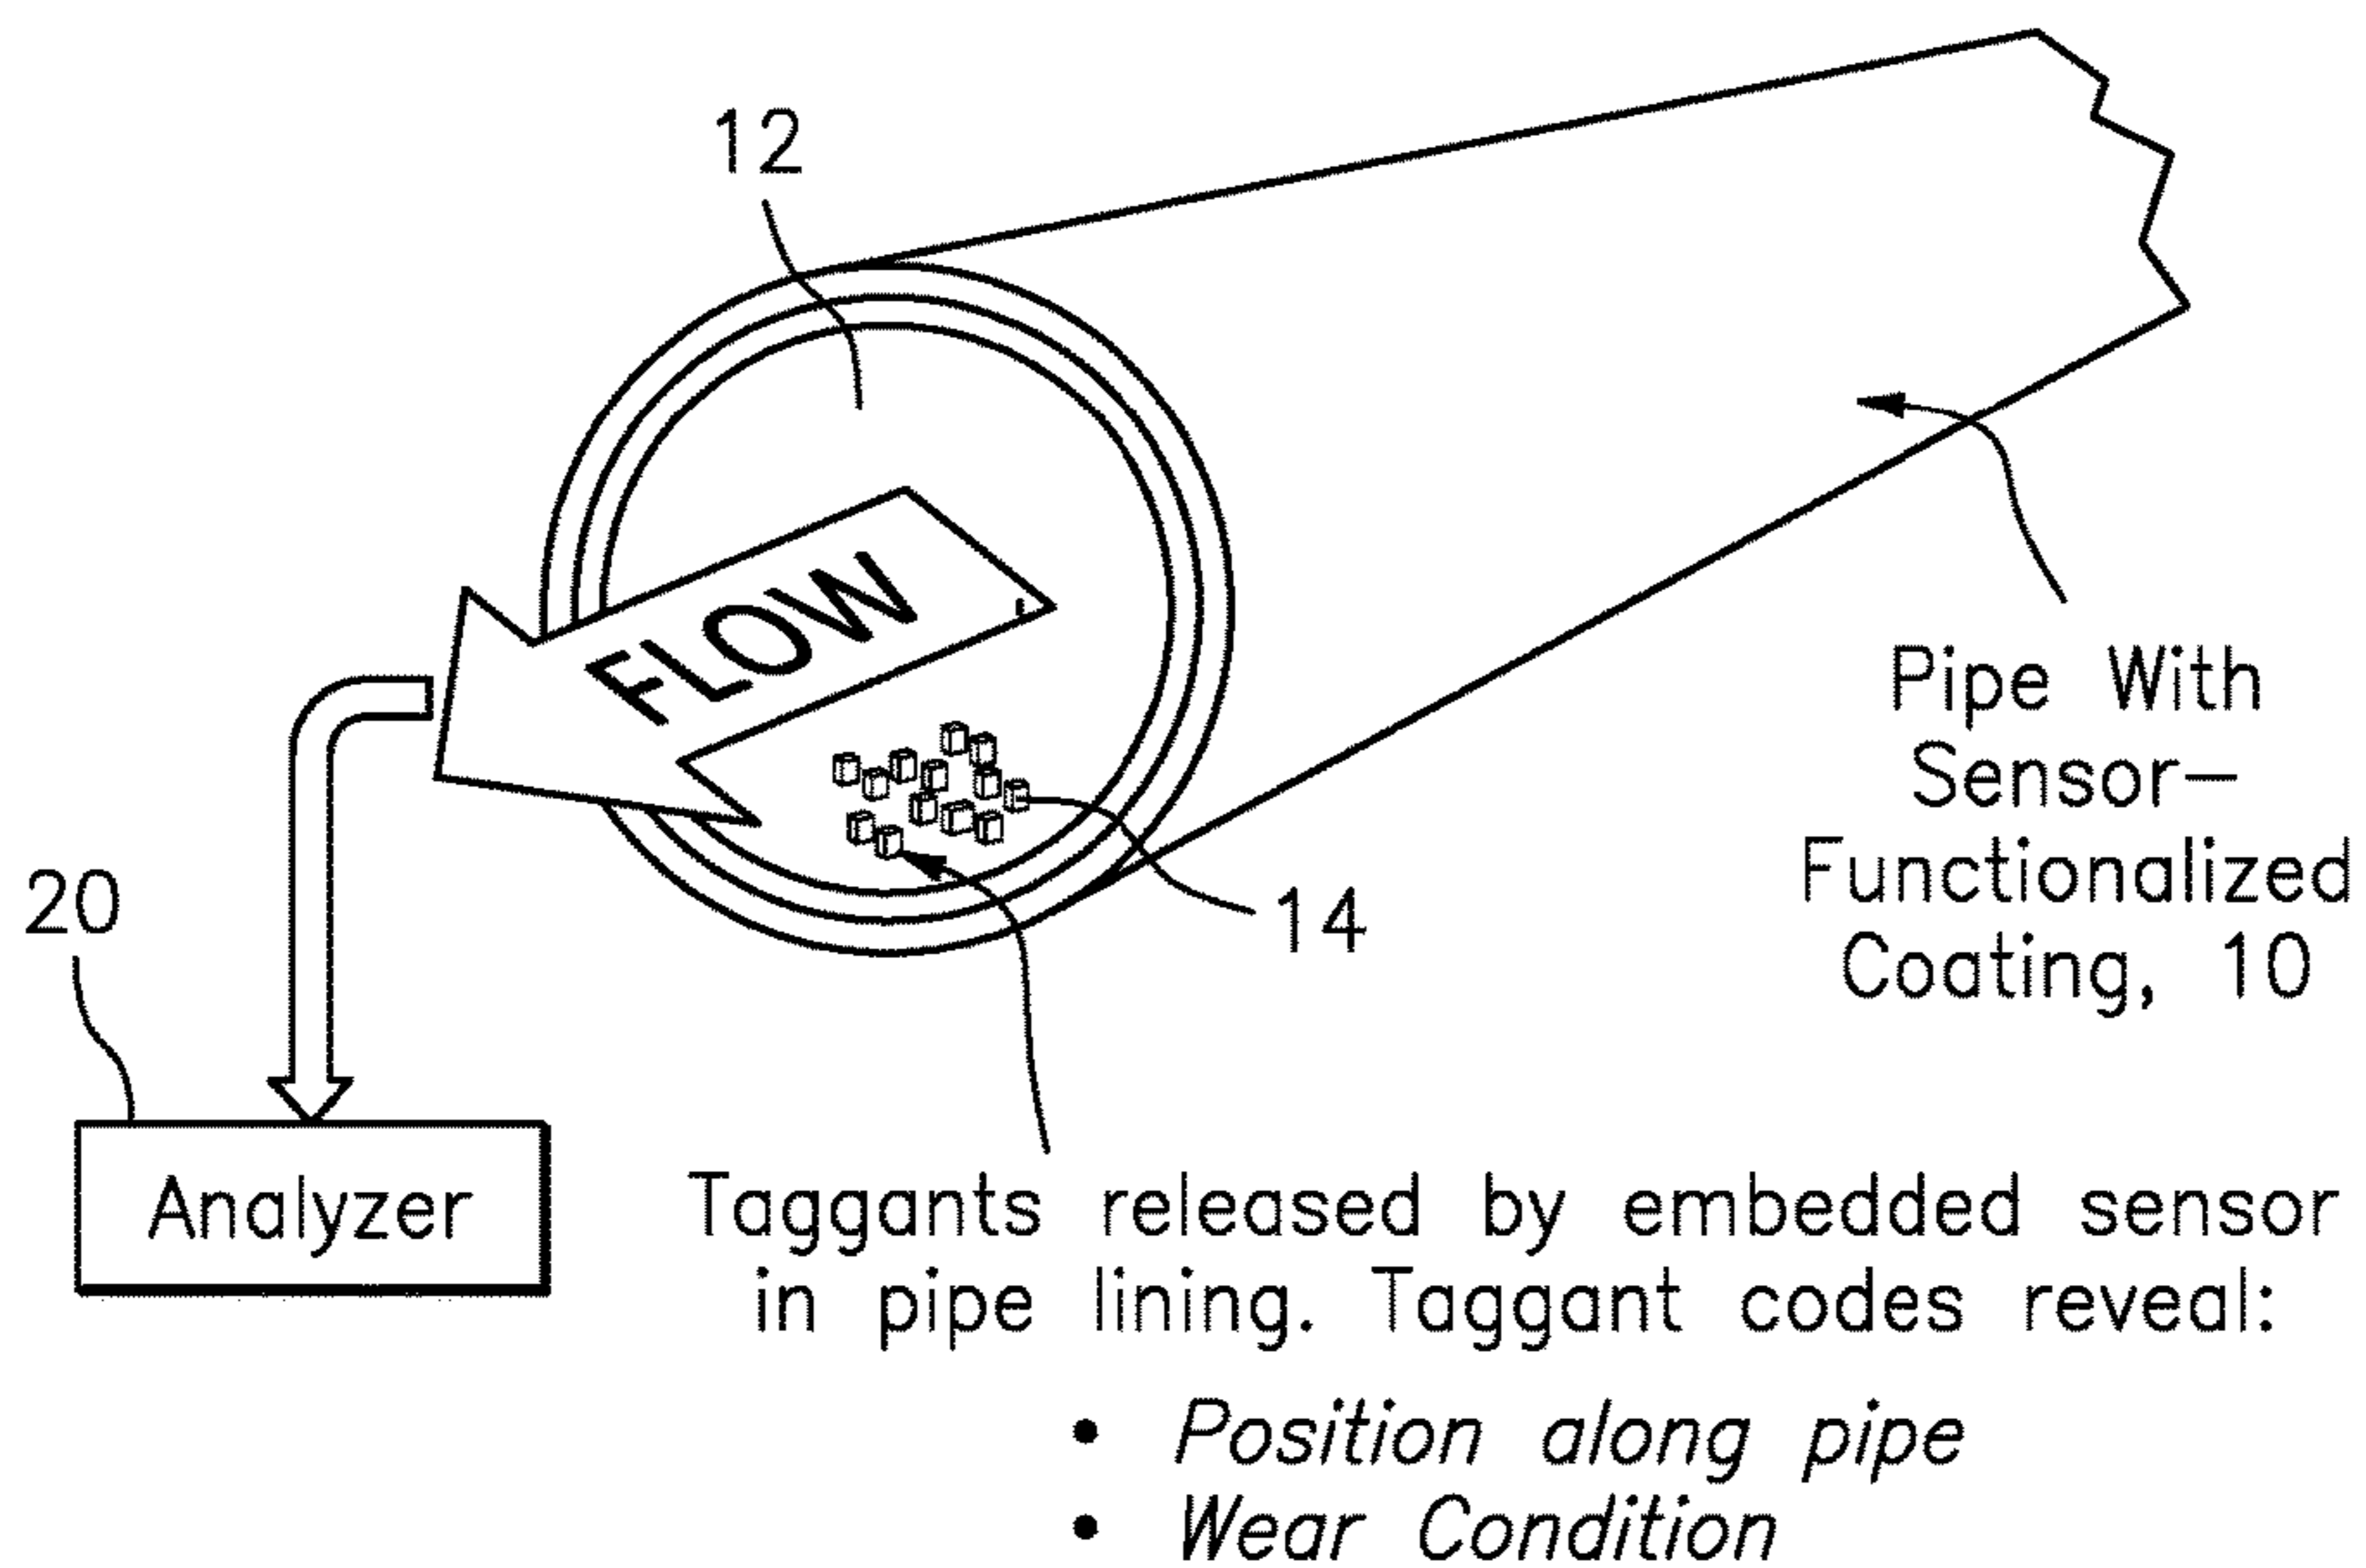 12
FLOW
Pipe With
Sensor-
Functionalized
Coating, 10
14
20
Analyzer
Taggants released by embedded sensor
in pipe lining. Taggant codes reveal:
• Position along pipe
• Wear Condition